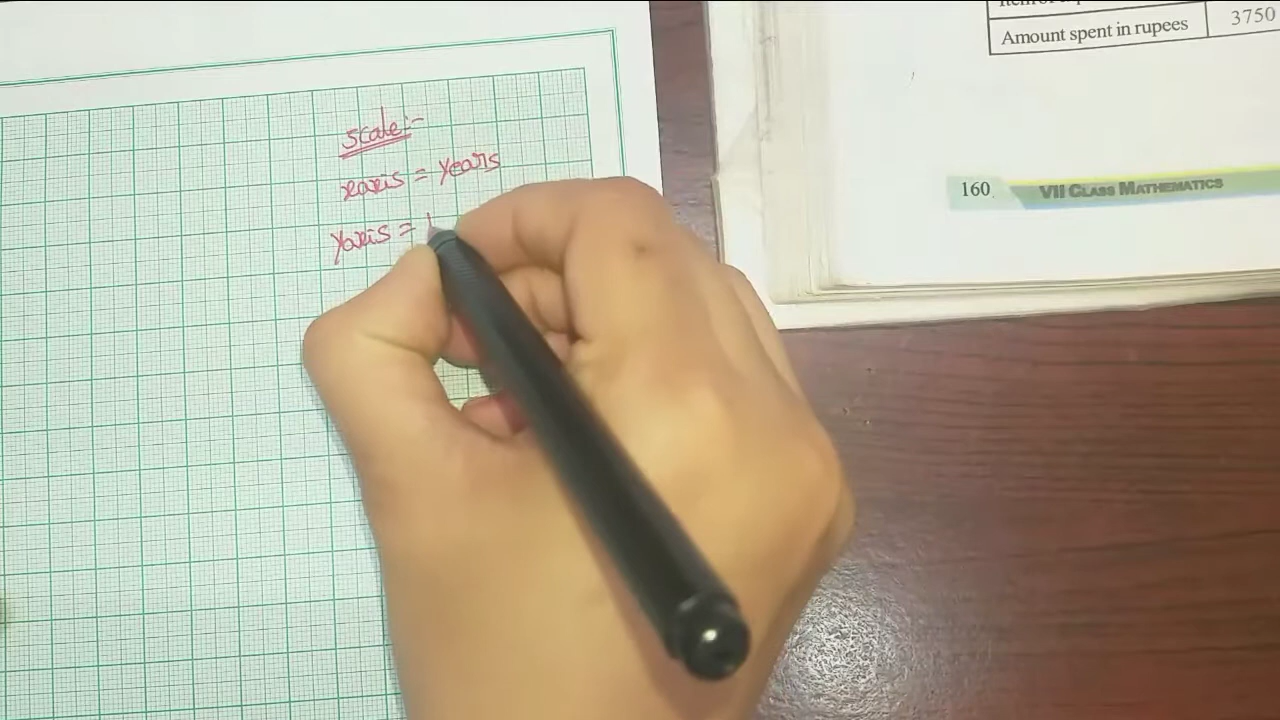 scale:-
xaxis = years
yaxis =
Amount spent in rupees 3750
160 VII CLASS MATHEMATICS